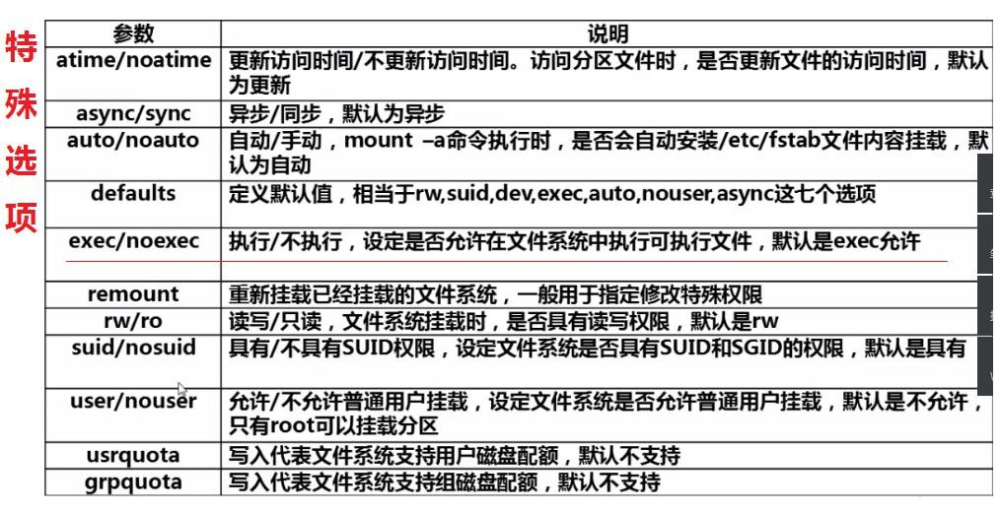 特殊选项
参数 说明
atime/noatime 更新访问时间/不更新访问时间。访问分区文件时，是否更新文件的访问时间，默认
为更新
async/sync 异步/同步，默认为异步
auto/noauto 自动/手动，mount –a命令执行时，是否会自动安装/etc/fstab文件内容挂载，默
认为自动
defaults 定义默认值，相当于rw,suid,dev,exec,auto,nouser,async这七个选项
exec/noexec 执行/不执行，设定是否允许在文件系统中执行可执行文件，默认是exec允许
remount 重新挂载已经挂载的文件系统，一般用于指定修改特殊权限
rw/ro 读写/只读，文件系统挂载时，是否具有读写权限，默认是rw
suid/nosuid 具有/不具有SUID权限，设定文件系统是否具有SUID和SGID的权限，默认是具有
user/nouser 允许/不允许普通用户挂载，设定文件系统是否允许普通用户挂载，默认是不允许，
只有root可以挂载分区
usrquota 写入代表文件系统支持用户磁盘配额，默认不支持
grpquota 写入代表文件系统支持组磁盘配额，默认不支持